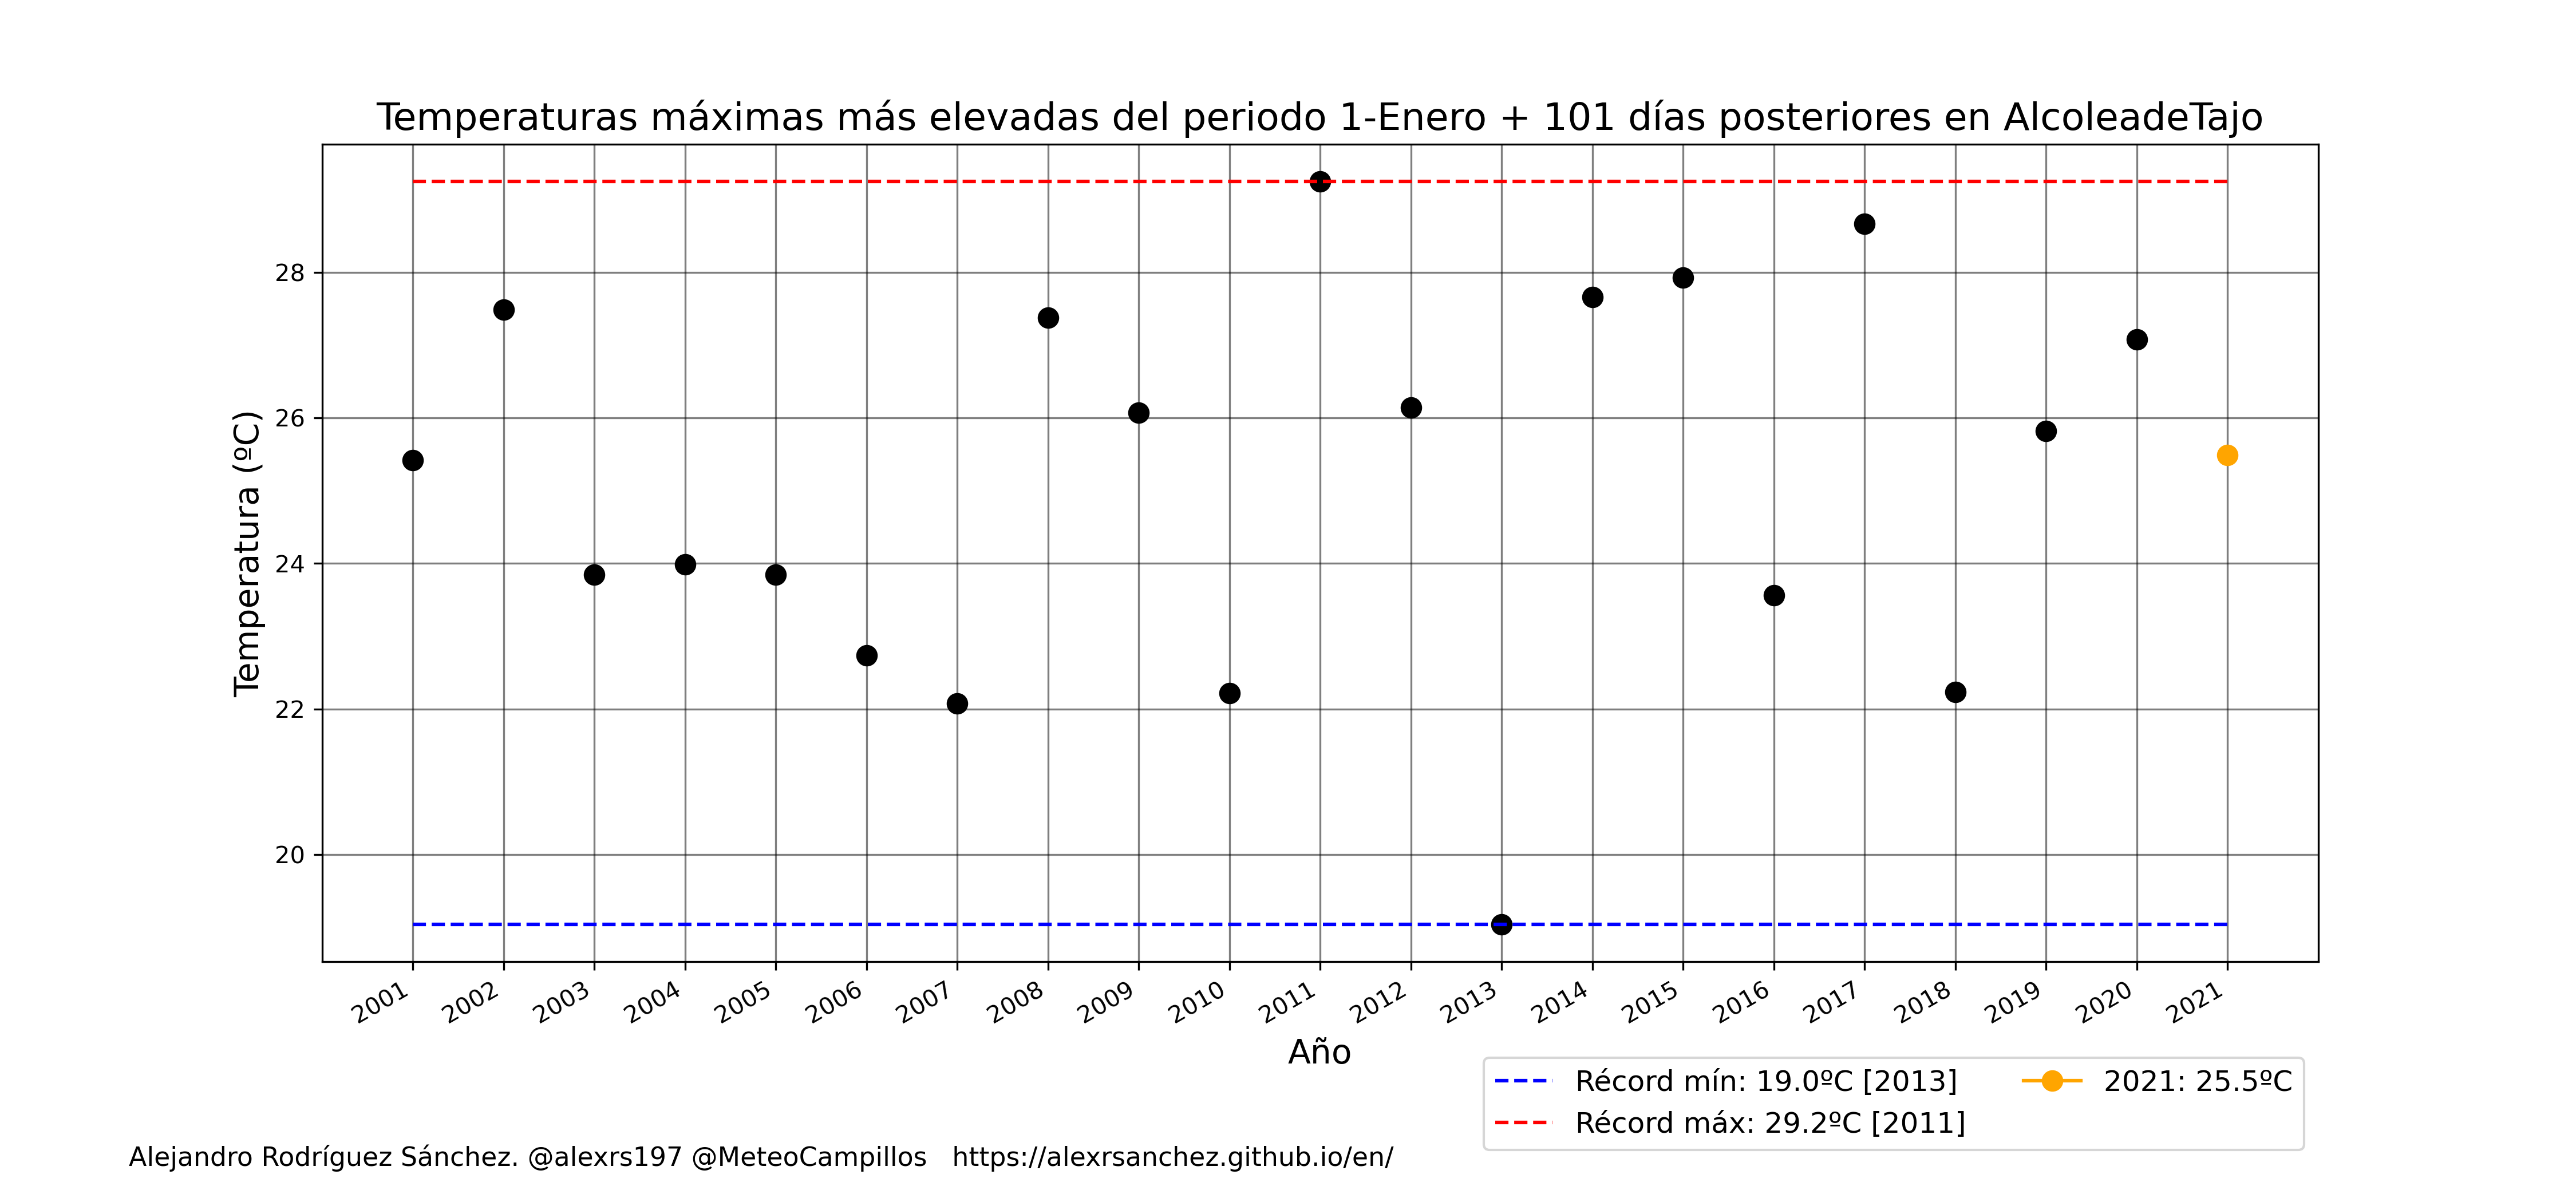 Temperaturas máximas más elevadas del periodo 1-Enero + 101 días posteriores en AlcoleadeTajo
Temperatura (ºC)
28
26
24
22
20
2001 2002 2003 2004 2005 2006 2007 2008 2009 2010 2011 2012 2013 2014 2015 2016 2017 2018 2019 2020 2021
Año
Récord mín: 19.0ºC [2013]
Récord máx: 29.2ºC [2011]
2021: 25.5ºC
Alejandro Rodríguez Sánchez. @alexrs197 @MeteoCampillos https://alexrsanchez.github.io/en/